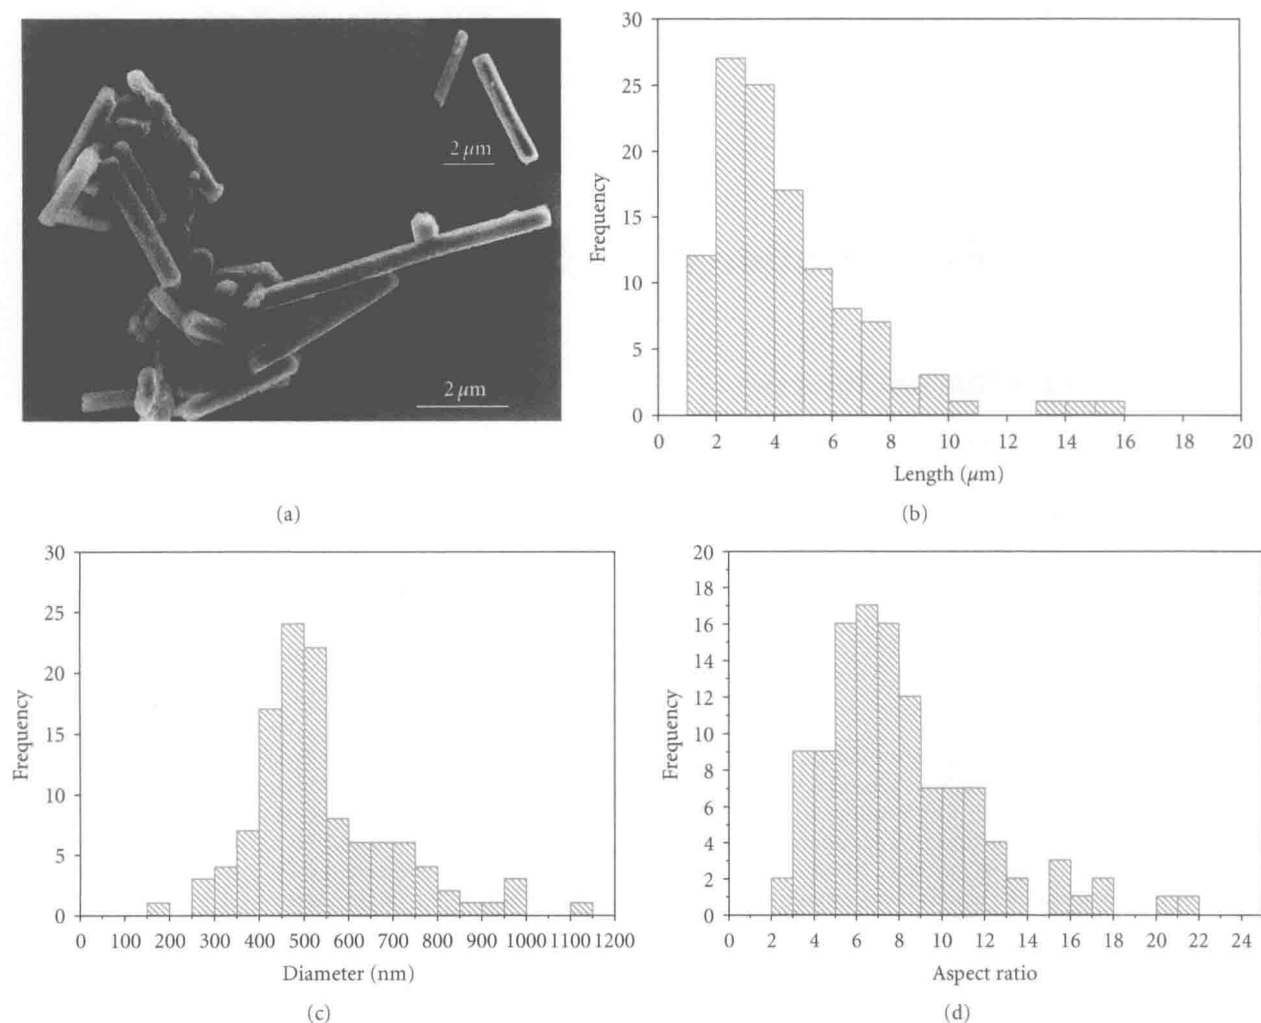 2 μm
2 μm
(a)
30
25
20
15
10
5
0
Frequency
0 2 4 6 8 10 12 14 16 18 20
Length (μm)
(b)
30
25
20
15
10
5
0
Frequency
0 100 200 300 400 500 600 700 800 900 1000 1100 1200
Diameter (nm)
(c)
20
18
16
14
12
10
8
6
4
2
0
Frequency
0 2 4 6 8 10 12 14 16 18 20 22 24
Aspect ratio
(d)